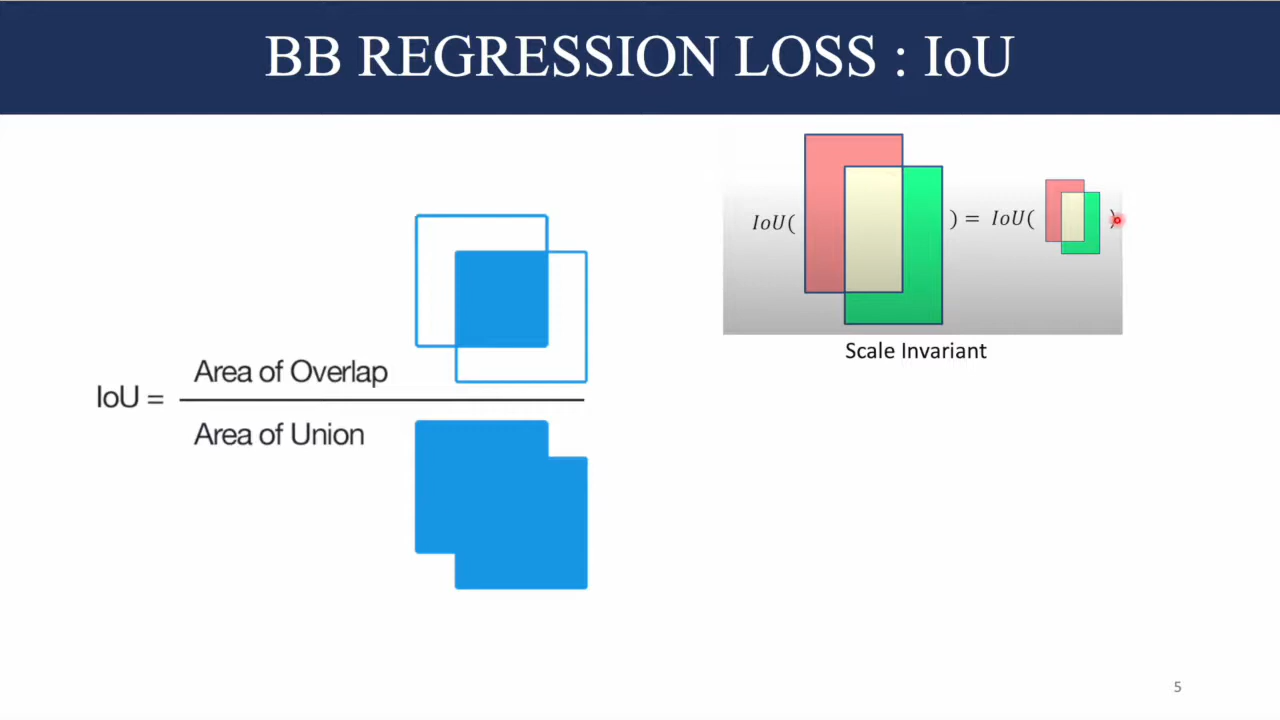 BB REGRESSION LOSS : IoU
IoU( ) = IoU( )
Scale Invariant
IoU =
Area of Overlap
Area of Union
5